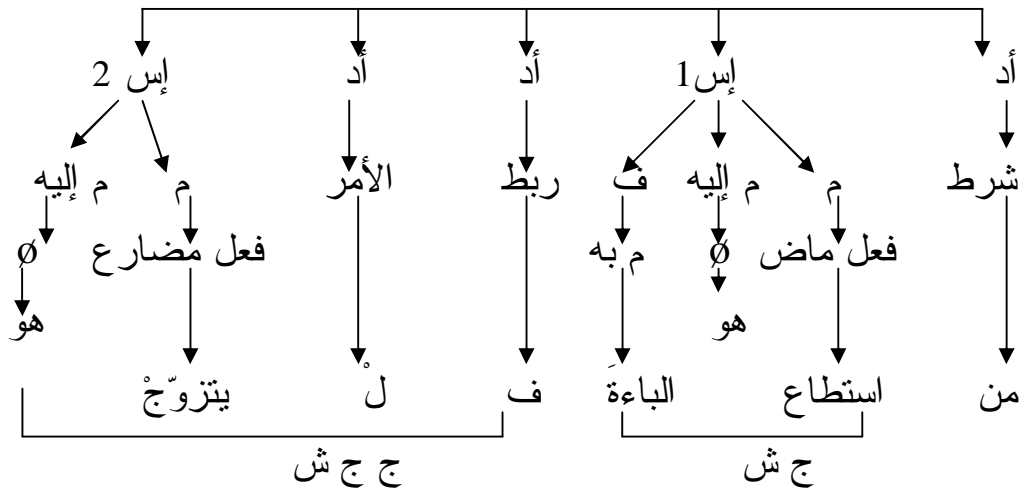 أد إس1 أد أد إس 2
شرط م م إليه ف ربط الأمر م م إليه
فعل ماض ø م به فعل مضارع ø
هو هو
من استطاع الباءةَ ف لْ يتزوّجْ
ج ش ج ج ش